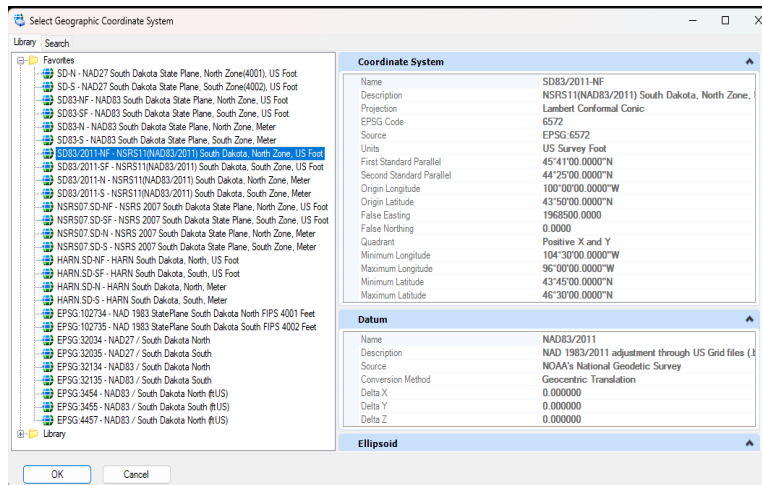 Select Geographic Coordinate System
Library Search
Favorites
SD-N - NAD27 South Dakota State Plane, North Zone(4001), US Foot
SD-S - NAD27 South Dakota State Plane, South Zone(4002), US Foot
SD83-NF - NAD83 South Dakota State Plane, North Zone, US Foot
SD83-SF - NAD83 South Dakota State Plane, South Zone, US Foot
SD83-N - NAD83 South Dakota State Plane, North Zone, Meter
SD83-S - NAD83 South Dakota State Plane, South Zone, Meter
SD83/2011-NF - NSRS11(NAD83/2011) South Dakota, North Zone, US Foot
SD83/2011-SF - NSRS11(NAD83/2011) South Dakota, South Zone, US Foot
SD83/2011-N - NSRS11(NAD83/2011) South Dakota, North Zone, Meter
SD83/2011-S - NSRS11(NAD83/2011) South Dakota, South Zone, Meter
NSRS07.SD-NF - NSRS 2007 South Dakota State Plane, North Zone, US Foot
NSRS07.SD-SF - NSRS 2007 South Dakota State Plane, South Zone, US Foot
NSRS07.SD-N - NSRS 2007 South Dakota State Plane, North Zone, Meter
NSRS07.SD-S - NSRS 2007 South Dakota State Plane, South Zone, Meter
HARN.SD-NF - HARN South Dakota, North, US Foot
HARN.SD-SF - HARN South Dakota, South, US Foot
HARN.SD-N - HARN South Dakota, North, Meter
HARN.SD-S - HARN South Dakota, South, Meter
EPSG:102734 - NAD 1983 StatePlane South Dakota North FIPS 4001 Feet
EPSG:102735 - NAD 1983 StatePlane South Dakota South FIPS 4002 Feet
EPSG:32034 - NAD27 / South Dakota North
EPSG:32035 - NAD27 / South Dakota South
EPSG:32134 - NAD83 / South Dakota North
EPSG:32135 - NAD83 / South Dakota South
EPSG:3454 - NAD83 / South Dakota North (ftUS)
EPSG:3455 - NAD83 / South Dakota South (ftUS)
EPSG:4457 - NAD83 / South Dakota North (ftUS)
Library
Coordinate System
Name SD83/2011-NF
Description NSRS11(NAD83/2011) South Dakota, North Zone,
Projection Lambert Conformal Conic
EPSG Code 6572
Source EPSG:6572
Units US Survey Foot
First Standard Parallel 45°41'00.0000"N
Second Standard Parallel 44°25'00.0000"N
Origin Longitude 100°00'00.0000"W
Origin Latitude 43°50'00.0000"N
False Easting 1968500.0000
False Northing 0.0000
Quadrant Positive X and Y
Minimum Longitude 104°30'00.0000"W
Maximum Longitude 96°00'00.0000"W
Minimum Latitude 43°45'00.0000"N
Maximum Latitude 46°30'00.0000"N
Datum
Name NAD83/2011
Description NAD 1983/2011 adjustment through US Grid files (.
Source NOAA's National Geodetic Survey
Conversion Method Geocentric Translation
Delta X 0.000000
Delta Y 0.000000
Delta Z 0.000000
Ellipsoid
OK Cancel